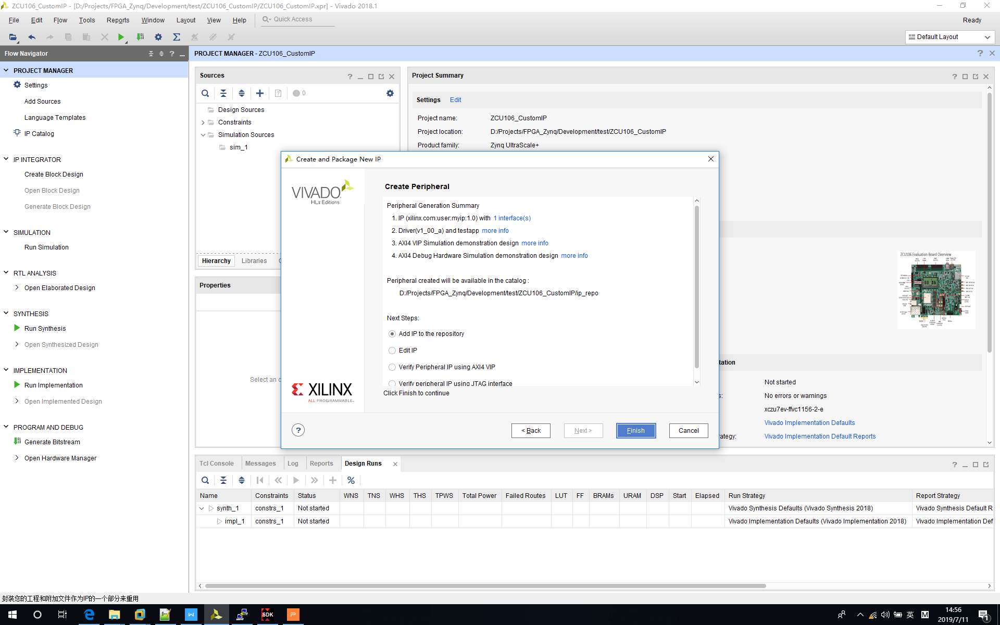 ZCU106_CustomIP - [D:/Projects/FPGA_Zynq/Development/test/ZCU106_CustomIP/ZCU106_CustomIP.xpr] - Vivado 2018.1
File Edit Flow Tools Reports Window Layout View Help Quick Access Ready
Default Layout
Flow Navigator
PROJECT MANAGER - ZCU106_CustomIP
PROJECT MANAGER
Settings
Add Sources
Language Templates
IP Catalog
IP INTEGRATOR
Create Block Design
Open Block Design
Generate Block Design
SIMULATION
Run Simulation
RTL ANALYSIS
Open Elaborated Design
SYNTHESIS
Run Synthesis
Open Synthesized Design
IMPLEMENTATION
Run Implementation
Open Implemented Design
PROGRAM AND DEBUG
Generate Bitstream
Open Hardware Manager
Sources
0
Design Sources
Constraints
Simulation Sources
sim_1
Hierarchy Libraries
Properties
Select an
Project Summary
Settings Edit
Project name: ZCU106_CustomIP
Project location: D:/Projects/FPGA_Zynq/Development/test/ZCU106_CustomIP
Product family: Zynq UltraScale+
ZCU106 Evaluation Board Overview
tation
Not started
s: No errors or warnings
xczu7ev-ffvc1156-2-e
Vivado Implementation Defaults
ategy: Vivado Implementation Default Reports
Create and Package New IP
VIVADO
HLx Editions
XILINX
ALL PROGRAMMABLE
Create Peripheral
Peripheral Generation Summary
1. IP (xilinx.com:user:myip:1.0) with 1 interface(s)
2. Driver(v1_00_a) and testapp more info
3. AXI4 VIP Simulation demonstration design more info
4. AXI4 Debug Hardware Simulation demonstration design more info
Peripheral created will be available in the catalog :
D:/Projects/FPGA_Zynq/Development/test/ZCU106_CustomIP/ip_repo
Next Steps:
Add IP to the repository
Edit IP
Verify Peripheral IP using AXI4 VIP
Verify peripheral IP using JTAG interface
Click Finish to continue
? < Back Next > Finish Cancel
Tcl Console Messages Log Reports Design Runs
Name Constraints Status WNS TNS WHS THS TPWS Total Power Failed Routes LUT FF BRAMs URAM DSP Start Elapsed Run Strategy Report Strategy
synth_1 constrs_1 Not started Vivado Synthesis Defaults (Vivado Synthesis 2018) Vivado Synthesis Default R
impl_1 constrs_1 Not started Vivado Implementation Defaults (Vivado Implementation 2018) Vivado Implementation Def
封装您的工程和附加文件作为IP的一个部分来重用
SDK
英 M
14:56
2019/7/11
1